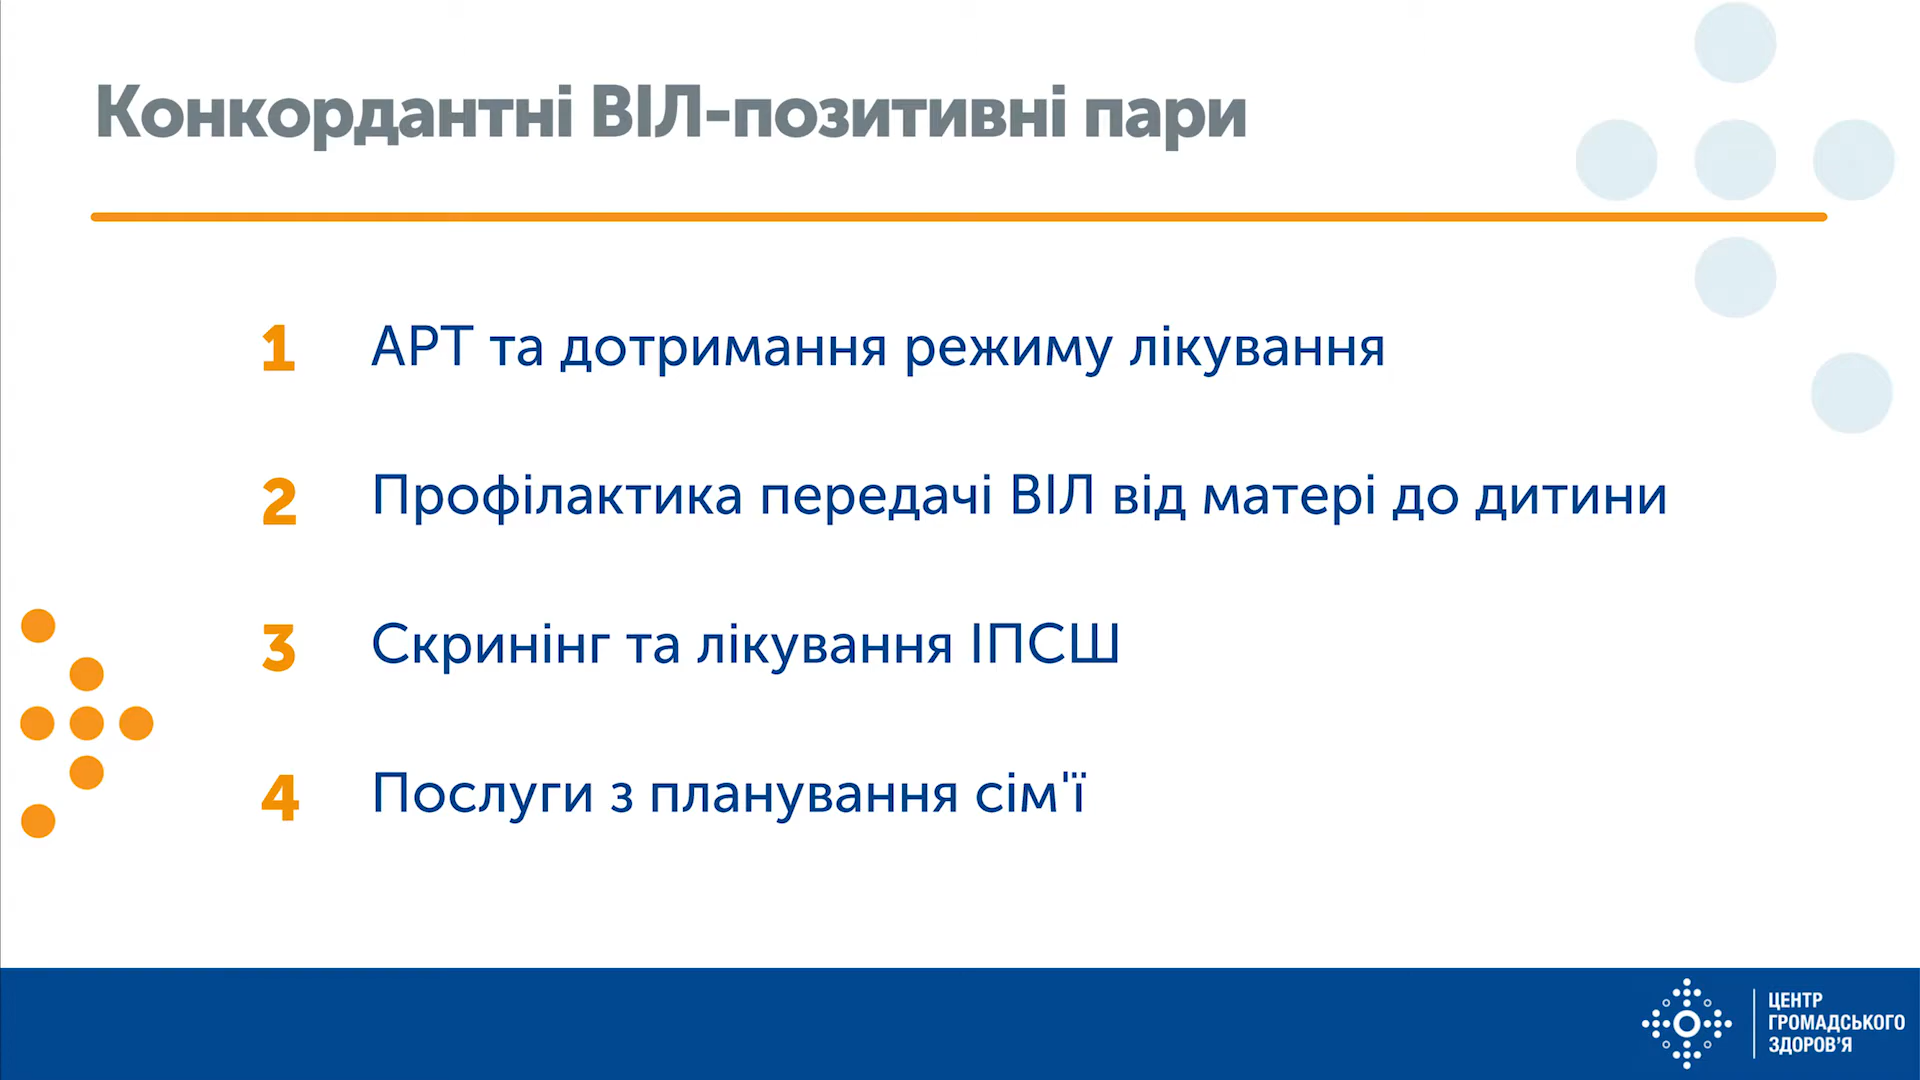 Конкордантні ВІЛ-позитивні пари
1 АРТ та дотримання режиму лікування
2 Профілактика передачі ВІЛ від матері до дитини
3 Скринінг та лікування ІПСШ
4 Послуги з планування сім'ї
ЦЕНТР
ГРОМАДСЬКОГО
ЗДОРОВ’Я